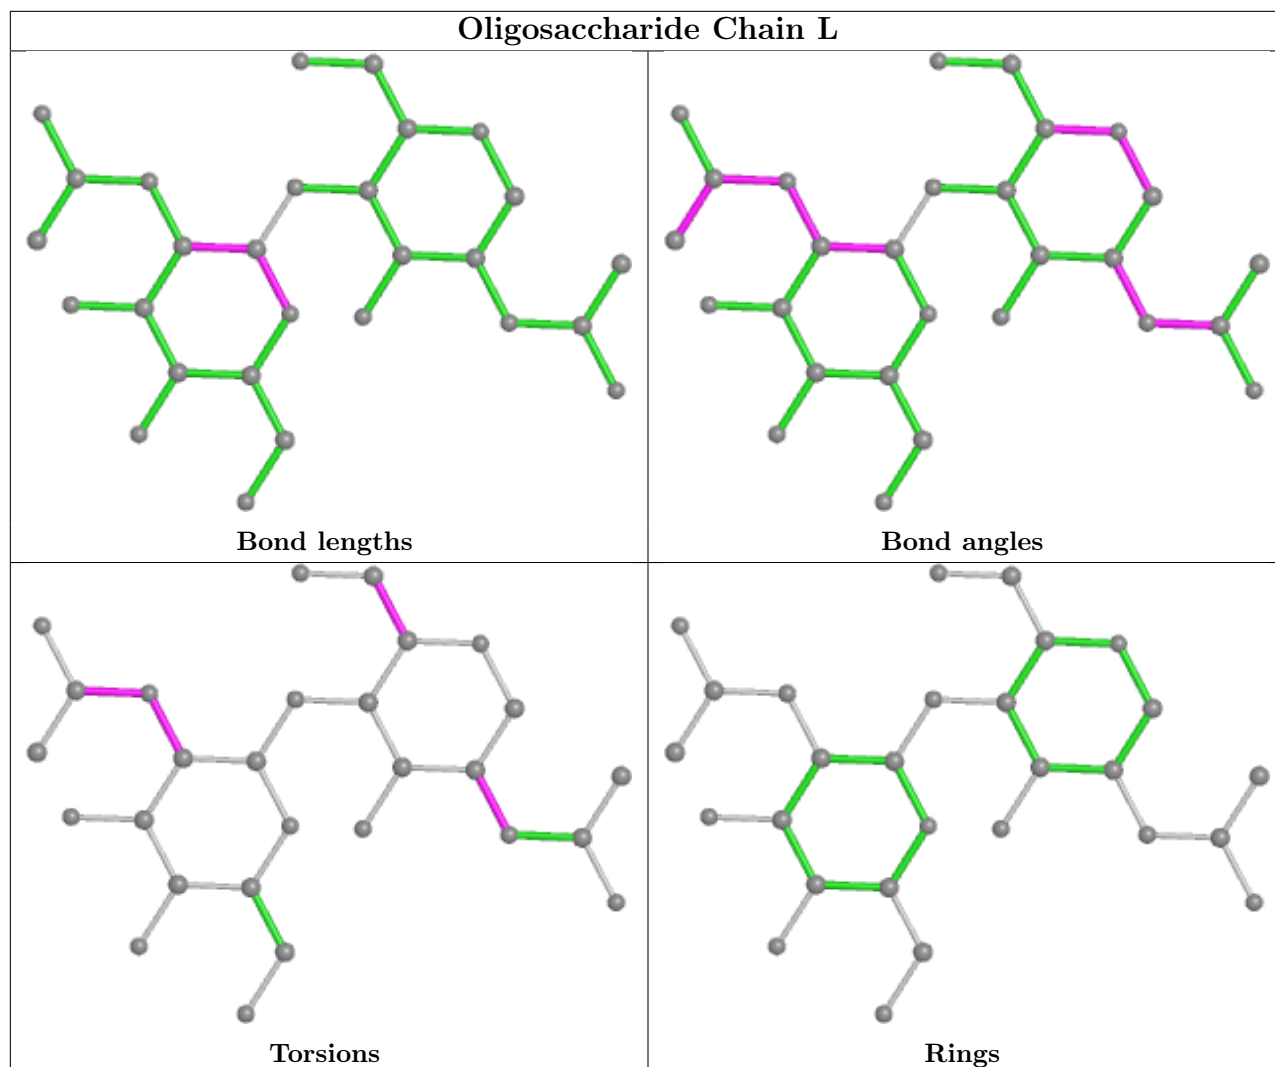 Oligosaccharide Chain L
Bond lengths
Bond angles
Torsions
Rings